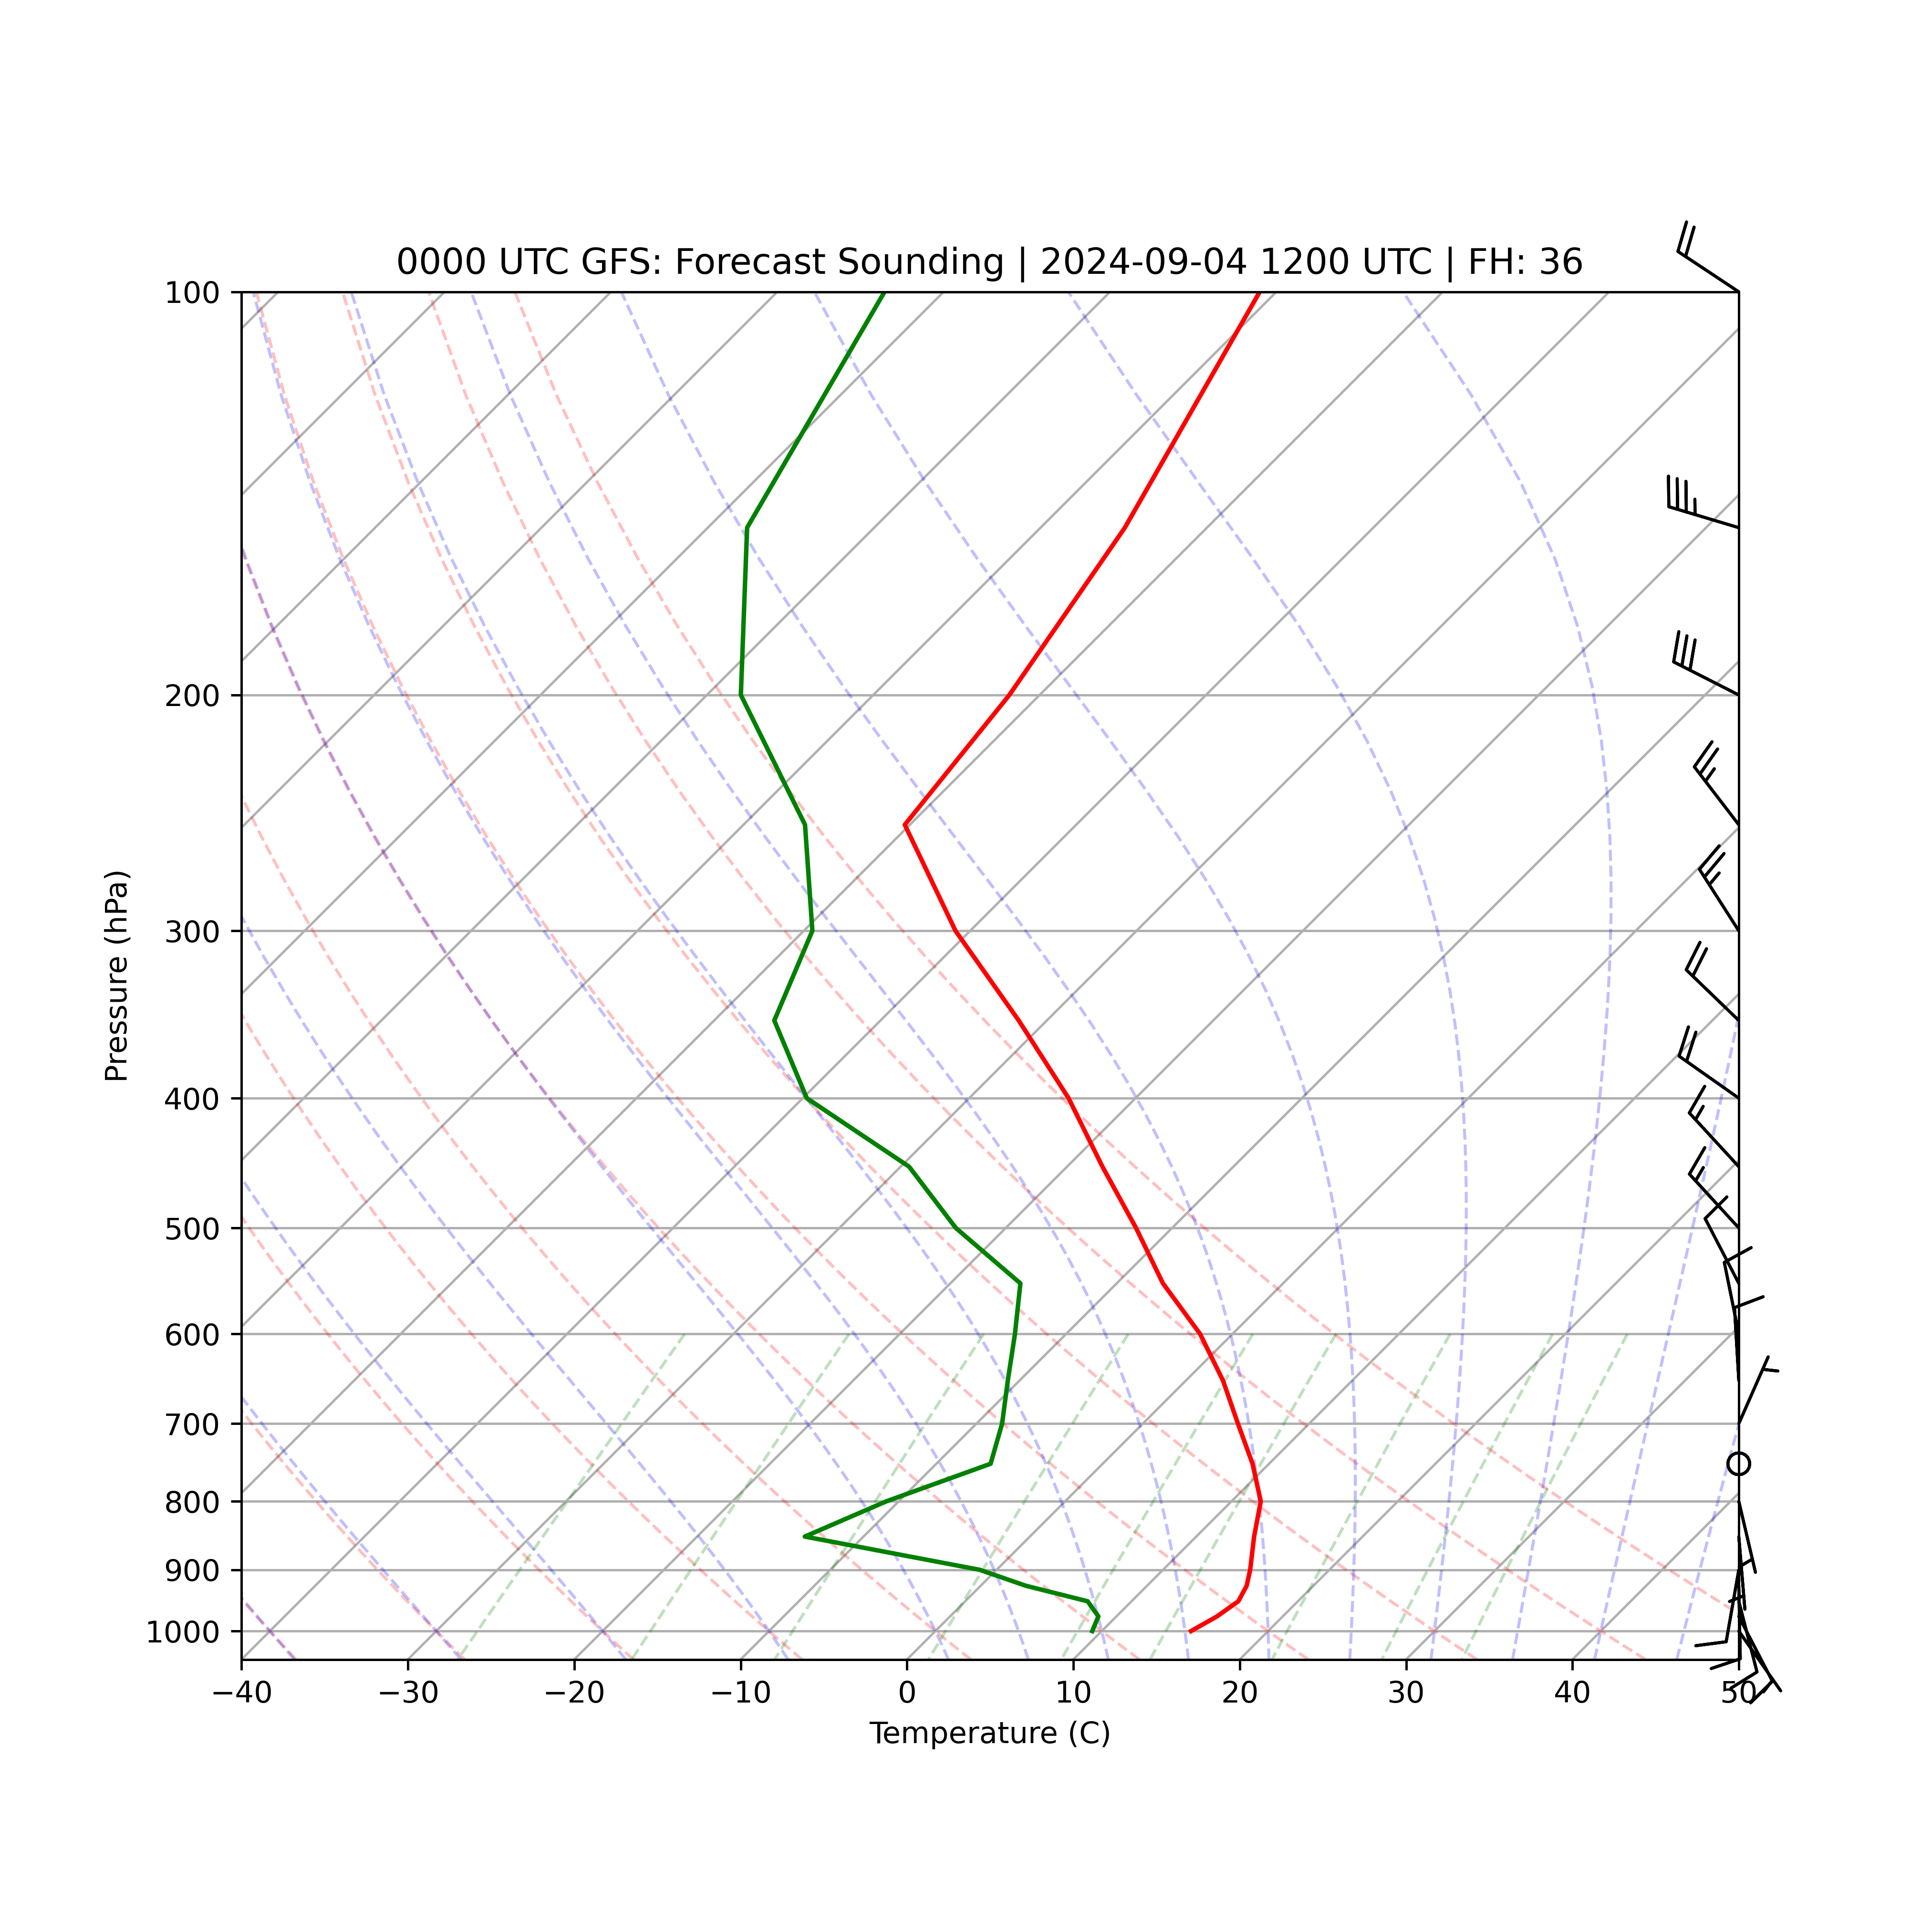 0000 UTC GFS: Forecast Sounding | 2024-09-04 1200 UTC | FH: 36
100
200
300
400
500
600
700
800
900
1000
Pressure (hPa)
−40 −30 −20 −10 0 10 20 30 40 50
Temperature (C)